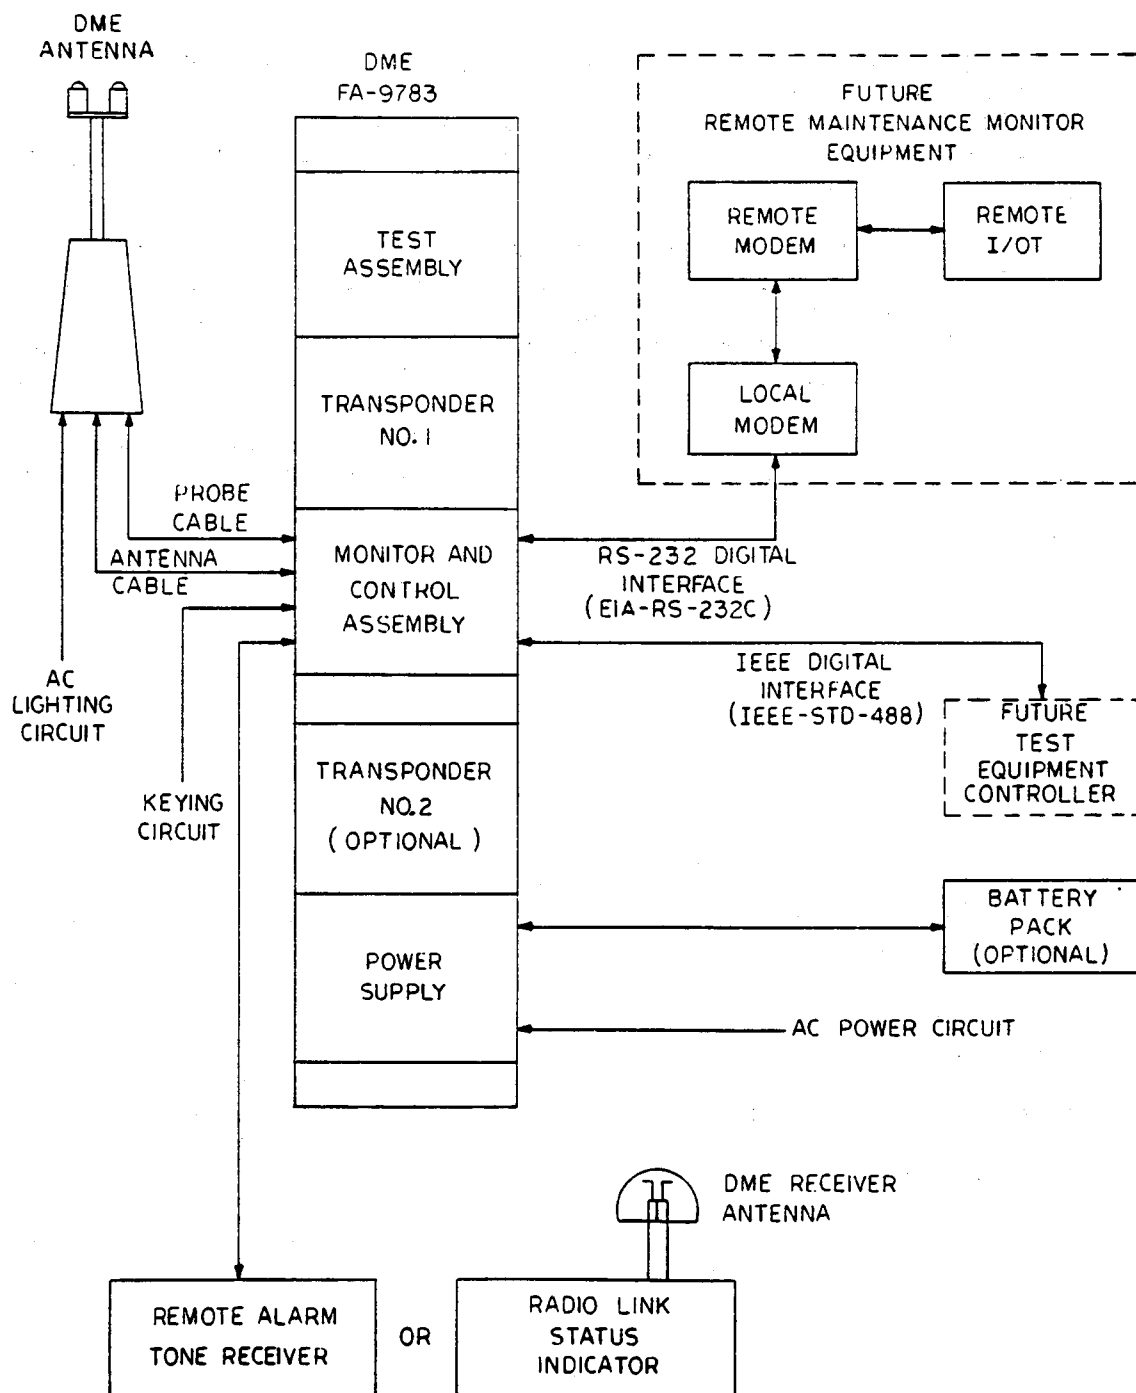 DME
ANTENNA
DME
FA-9783
FUTURE
REMOTE MAINTENANCE MONITOR
EQUIPMENT
REMOTE
MODEM
REMOTE
I/OT
LOCAL
MODEM
TEST
ASSEMBLY
TRANSPONDER
NO. 1
PROBE
CABLE
ANTENNA
CABLE
MONITOR AND
CONTROL
ASSEMBLY
RS-232 DIGITAL
INTERFACE
(EIA-RS-232C)
IEEE DIGITAL
INTERFACE
(IEEE-STD-488)
AC
LIGHTING
CIRCUIT
KEYING
CIRCUIT
FUTURE
TEST
EQUIPMENT
CONTROLLER
TRANSPONDER
NO.2
(OPTIONAL)
BATTERY
PACK
(OPTIONAL)
POWER
SUPPLY
AC POWER CIRCUIT
DME RECEIVER
ANTENNA
REMOTE ALARM
TONE RECEIVER
OR
RADIO LINK
STATUS
INDICATOR